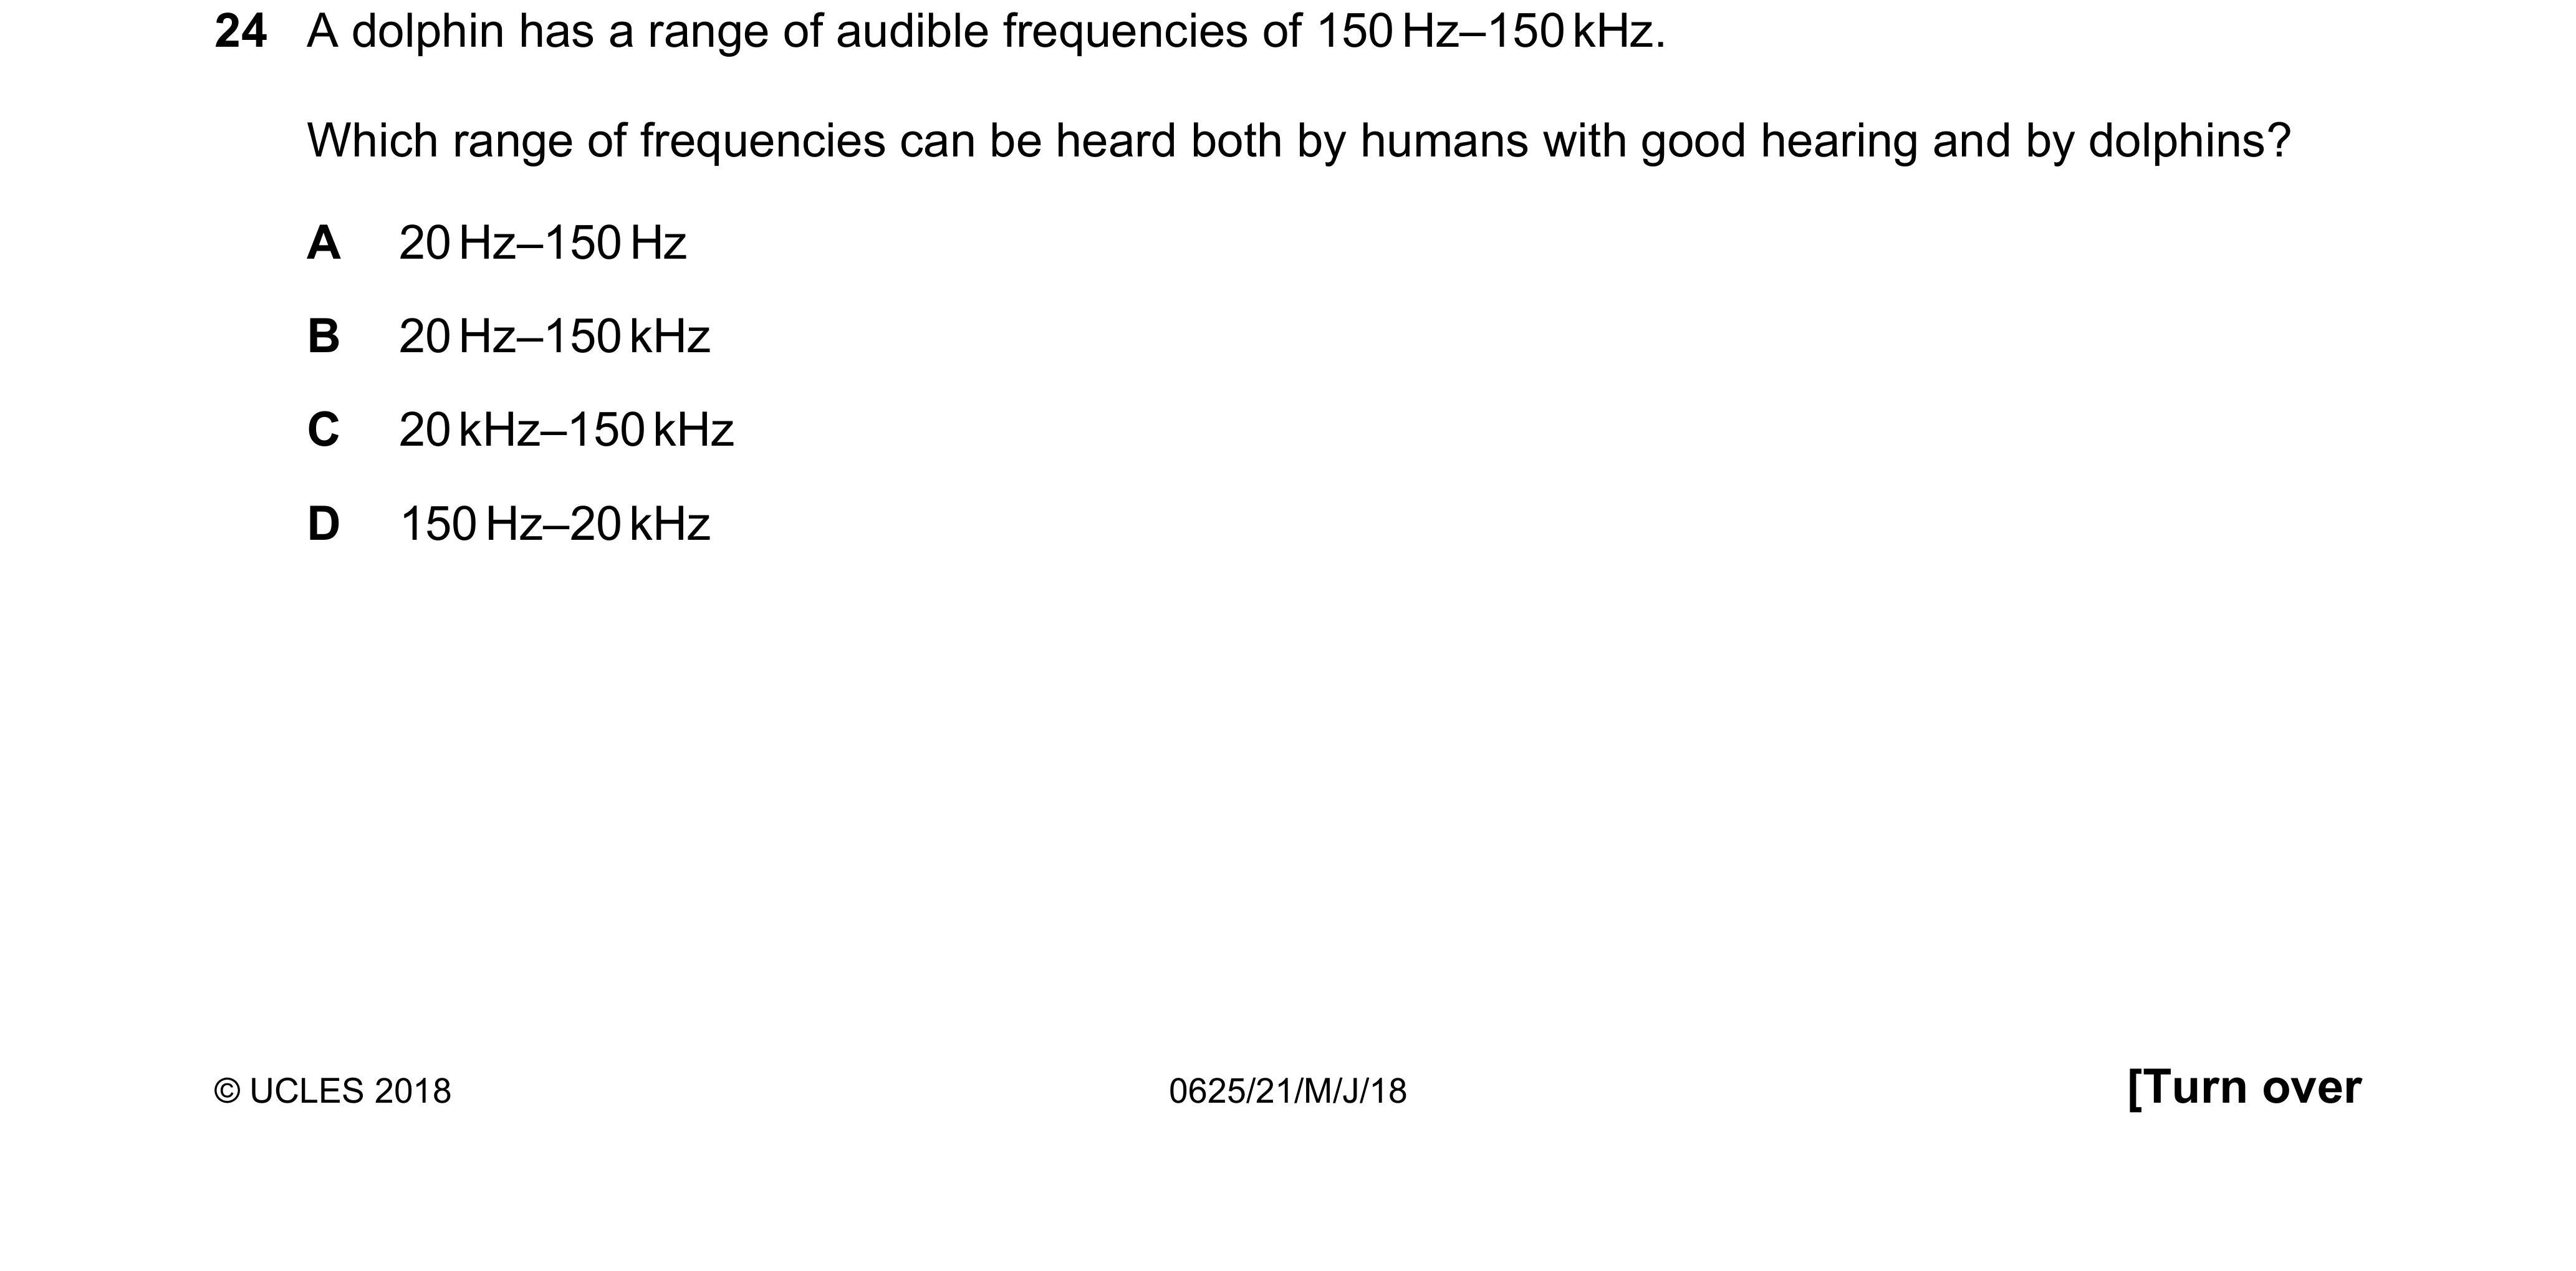 24 A dolphin has a range of audible frequencies of 150 Hz–150 kHz.
Which range of frequencies can be heard both by humans with good hearing and by dolphins?
A 20 Hz–150 Hz
B 20 Hz–150 kHz
C 20 kHz–150 kHz
D 150 Hz–20 kHz
© UCLES 2018 0625/21/M/J/18 [Turn over